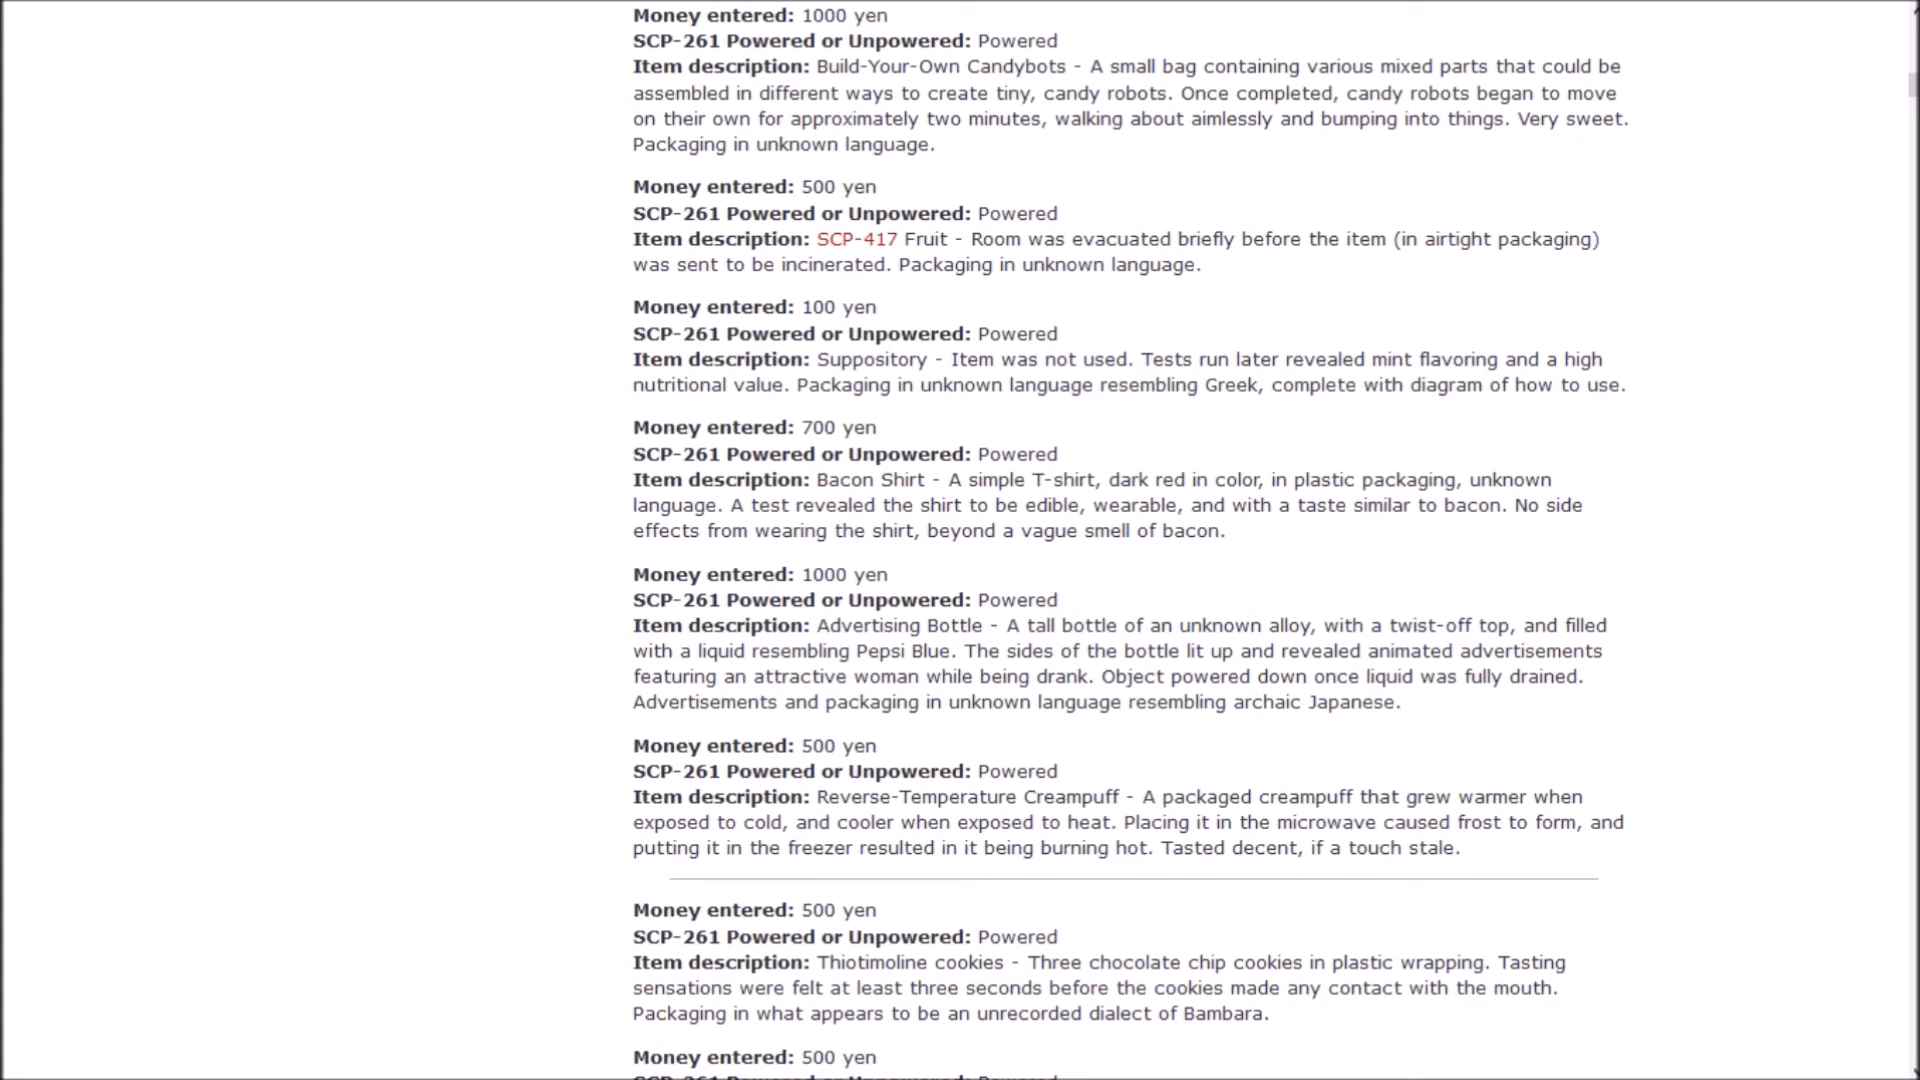 Money entered: 1000 yen
SCP-261 Powered or Unpowered: Powered
Item description: Build-Your-Own Candybots - A small bag containing various mixed parts that could be
assembled in different ways to create tiny, candy robots. Once completed, candy robots began to move
on their own for approximately two minutes, walking about aimlessly and bumping into things. Very sweet.
Packaging in unknown language.
Money entered: 500 yen
SCP-261 Powered or Unpowered: Powered
Item description: SCP-417 Fruit - Room was evacuated briefly before the item (in airtight packaging)
was sent to be incinerated. Packaging in unknown language.
Money entered: 100 yen
SCP-261 Powered or Unpowered: Powered
Item description: Suppository - Item was not used. Tests run later revealed mint flavoring and a high
nutritional value. Packaging in unknown language resembling Greek, complete with diagram of how to use.
Money entered: 700 yen
SCP-261 Powered or Unpowered: Powered
Item description: Bacon Shirt - A simple T-shirt, dark red in color, in plastic packaging, unknown
language. A test revealed the shirt to be edible, wearable, and with a taste similar to bacon. No side
effects from wearing the shirt, beyond a vague smell of bacon.
Money entered: 1000 yen
SCP-261 Powered or Unpowered: Powered
Item description: Advertising Bottle - A tall bottle of an unknown alloy, with a twist-off top, and filled
with a liquid resembling Pepsi Blue. The sides of the bottle lit up and revealed animated advertisements
featuring an attractive woman while being drank. Object powered down once liquid was fully drained.
Advertisements and packaging in unknown language resembling archaic Japanese.
Money entered: 500 yen
SCP-261 Powered or Unpowered: Powered
Item description: Reverse-Temperature Creampuff - A packaged creampuff that grew warmer when
exposed to cold, and cooler when exposed to heat. Placing it in the microwave caused frost to form, and
putting it in the freezer resulted in it being burning hot. Tasted decent, if a touch stale.
Money entered: 500 yen
SCP-261 Powered or Unpowered: Powered
Item description: Thiotimoline cookies - Three chocolate chip cookies in plastic wrapping. Tasting
sensations were felt at least three seconds before the cookies made any contact with the mouth.
Packaging in what appears to be an unrecorded dialect of Bambara.
Money entered: 500 yen